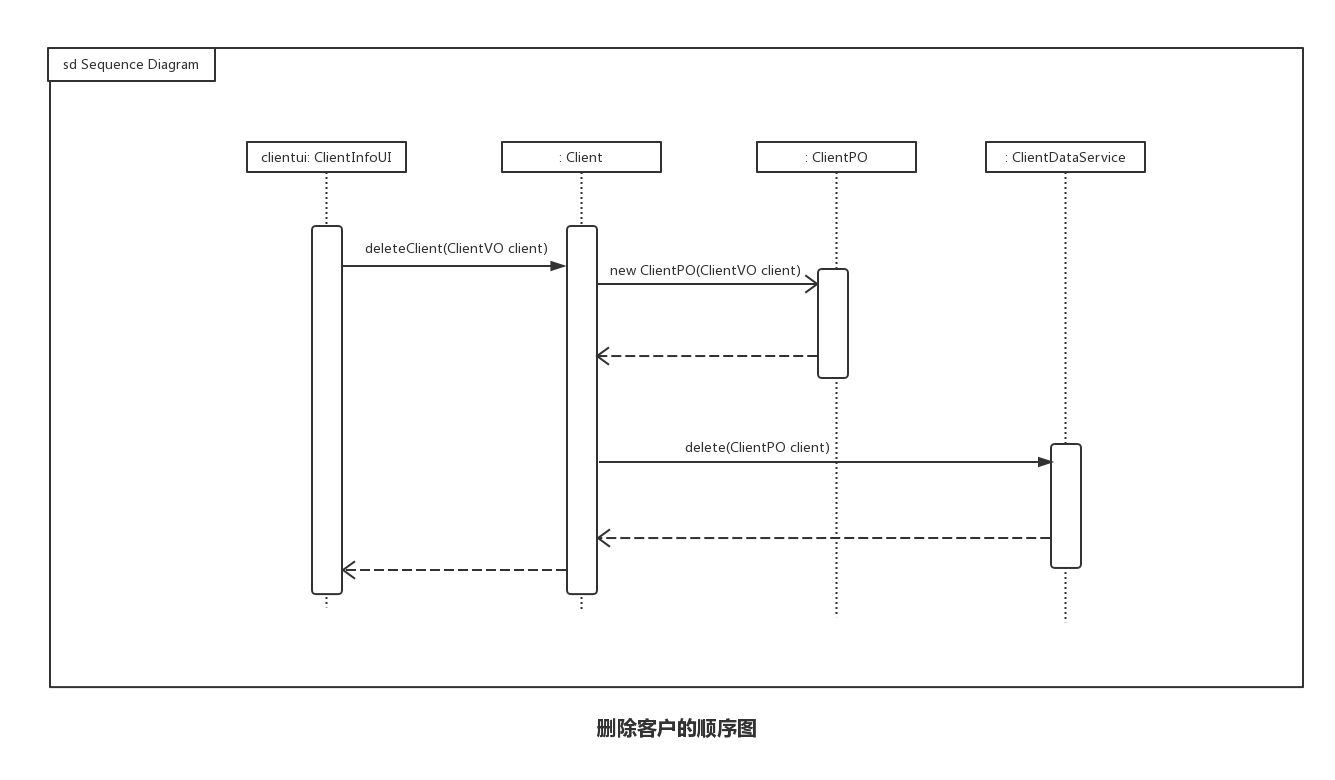 sd Sequence Diagram
clientui: ClientInfoUI
: Client
: ClientPO
: ClientDataService
deleteClient(ClientVO client)
new ClientPO(ClientVO client)
delete(ClientPO client)
删除客户的顺序图